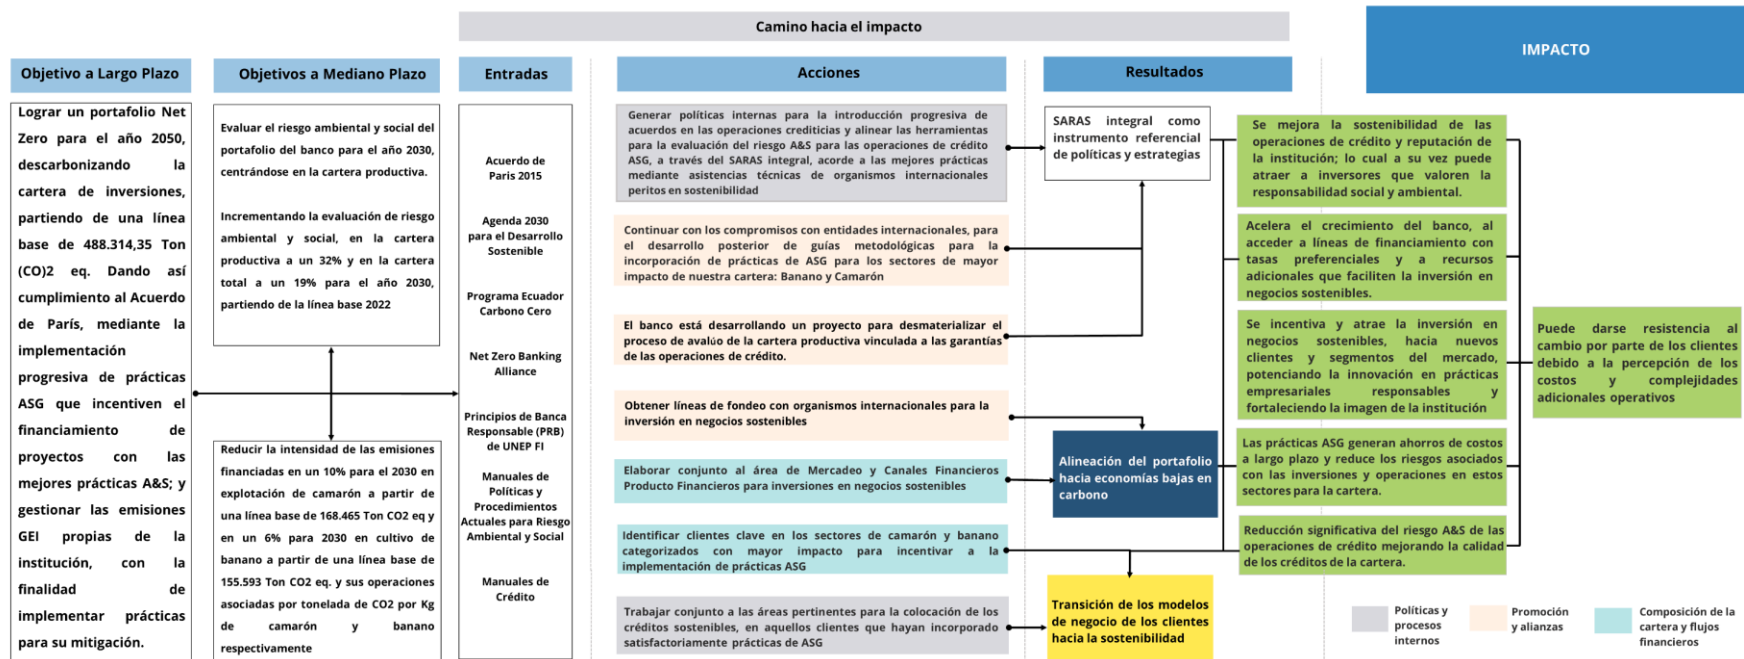 Camino hacia el impacto
IMPACTO
Objetivo a Largo Plazo
Lograr un portafolio Net
Zero para el año 2050,
descarbonizando la
cartera de inversiones,
partiendo de una línea
base de 488.314,35 Ton
(CO)2 eq. Dando así
cumplimiento al Acuerdo
de París, mediante la
implementación
progresiva de prácticas
ASG que incentiven el
financiamiento de
proyectos con las
mejores prácticas A&S; y
gestionar las emisiones
GEI propias de la
institución, con la
finalidad de
implementar prácticas
para su mitigación.
Objetivos a Mediano Plazo
Evaluar el riesgo ambiental y social del
portafolio del banco para el año 2030,
centrándose en la cartera productiva.
Incrementando la evaluación de riesgo
ambiental y social, en la cartera
productiva a un 32% y en la cartera
total a un 19% para el año 2030,
partiendo de la línea base 2022
Reducir la intensidad de las emisiones
financiadas en un 10% para el 2030 en
explotación de camarón a partir de
una línea base de 168.465 Ton CO2 eq y
en un 6% para 2030 en cultivo de
banano a partir de una línea base de
155.593 Ton CO2 eq. y sus operaciones
asociadas por tonelada de CO2 por Kg
de camarón y banano
respectivamente
Entradas
Acuerdo de
Paris 2015
Agenda 2030
para el Desarrollo
Sostenible
Programa Ecuador
Carbono Cero
Net Zero Banking
Alliance
Principios de Banca
Responsable (PRB)
de UNEP FI
Manuales de
Políticas y
Procedimientos
Actuales para Riesgo
Ambiental y Social
Manuales de
Crédito
Acciones
Generar políticas internas para la introducción progresiva de
acuerdos en las operaciones crediticias y alinear las herramientas
para la evaluación del riesgo A&S para las operaciones de crédito
ASG, a través del SARAS integral, acorde a las mejores prácticas
mediante asistencias técnicas de organismos internacionales
peritos en sostenibilidad
Continuar con los compromisos con entidades internacionales, para
el desarrollo posterior de guías metodológicas para la
incorporación de prácticas de ASG para los sectores de mayor
impacto de nuestra cartera: Banano y Camarón
El banco está desarrollando un proyecto para desmaterializar el
proceso de avalúo de la cartera productiva vinculada a las garantías
de las operaciones de crédito.
Obtener líneas de fondeo con organismos internacionales para la
inversión en negocios sostenibles
Elaborar conjunto al área de Mercadeo y Canales Financieros
Producto Financieros para inversiones en negocios sostenibles
Identificar clientes clave en los sectores de camarón y banano
categorizados con mayor impacto para incentivar a la
implementación de prácticas ASG
Trabajar conjunto a las áreas pertinentes para la colocación de los
créditos sostenibles, en aquellos clientes que hayan incorporado
satisfactoriamente prácticas de ASG
Resultados
SARAS integral como
instrumento referencial
de políticas y estrategias
Alineación del portafolio
hacia economías bajas en
carbono
Transición de los modelos
de negocio de los clientes
hacia la sostenibilidad
Se mejora la sostenibilidad de las
operaciones de crédito y reputación de
la institución; lo cual a su vez puede
atraer a inversores que valoren la
responsabilidad social y ambiental.
Acelera el crecimiento del banco, al
acceder a líneas de financiamiento con
tasas preferenciales y a recursos
adicionales que faciliten la inversión en
negocios sostenibles.
Se incentiva y atrae la inversión en
negocios sostenibles, hacia nuevos
clientes y segmentos del mercado,
potenciando la innovación en prácticas
empresariales responsables y
fortaleciendo la imagen de la institución
Las prácticas ASG generan ahorros de costos
a largo plazo y reduce los riesgos asociados
con las inversiones y operaciones en estos
sectores para la cartera.
Reducción significativa del riesgo A&S de las
operaciones de crédito mejorando la calidad
de los créditos de la cartera.
Puede darse resistencia al
cambio por parte de los clientes
debido a la percepción de los
costos y complejidades
adicionales operativos
Políticas y
procesos
internos
Promoción
y alianzas
Composición de la
cartera y flujos
financieros